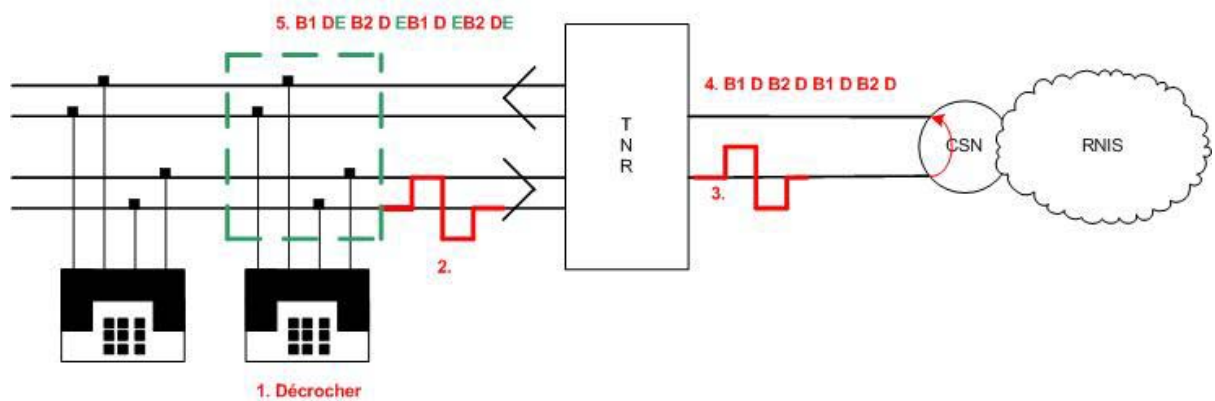 5. B1 DE B2 D EB1 D EB2 DE
T
N
R
4. B1 D B2 D B1 D B2 D
CSN
RNIS
3.
2.
1. Décrocher